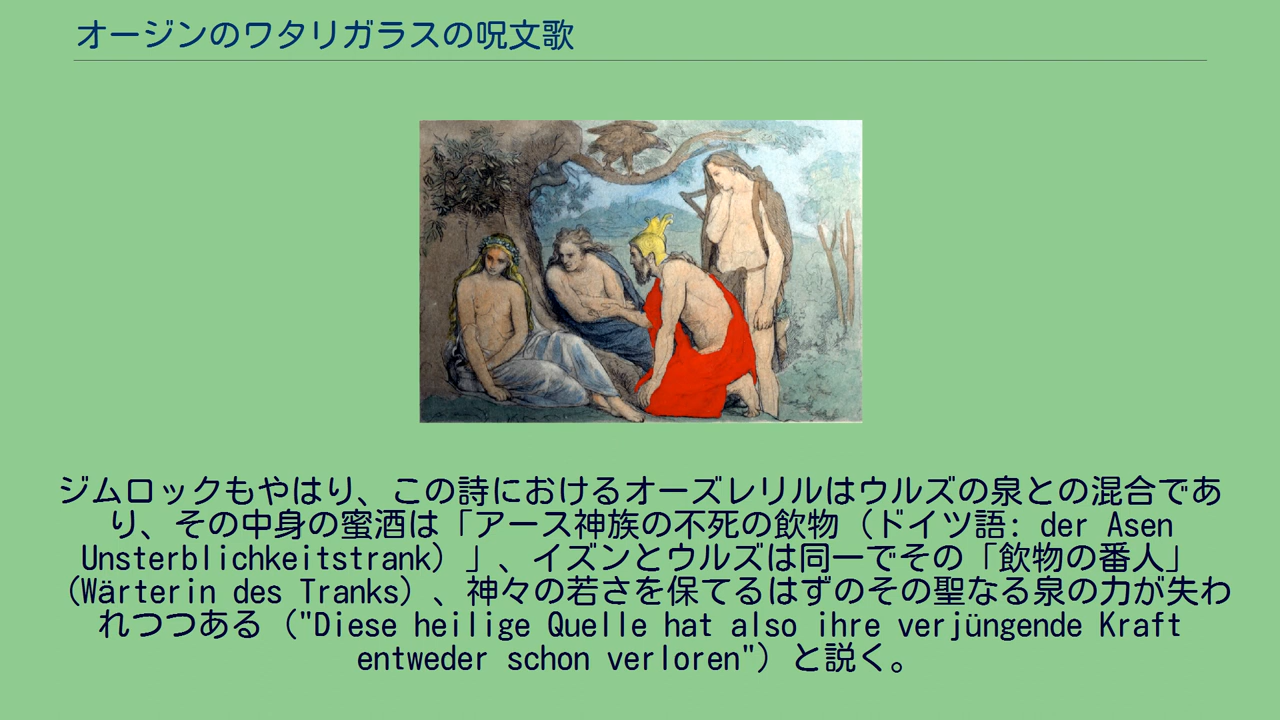 オージンのワタリガラスの呪文歌
ジムロックもやはり、この詩におけるオーズレリルはウルズの泉との混合であ
り、その中身の蜜酒は「アース神族の不死の飲物（ドイツ語: der Asen
Unsterblichkeitstrank）」、イズンとウルズは同一でその「飲物の番人」
（Wärterin des Tranks）、神々の若さを保てるはずのその聖なる泉の力が失わ
れつつある（"Diese heilige Quelle hat also ihre verjüngende Kraft
entweder schon verloren"）と説く。